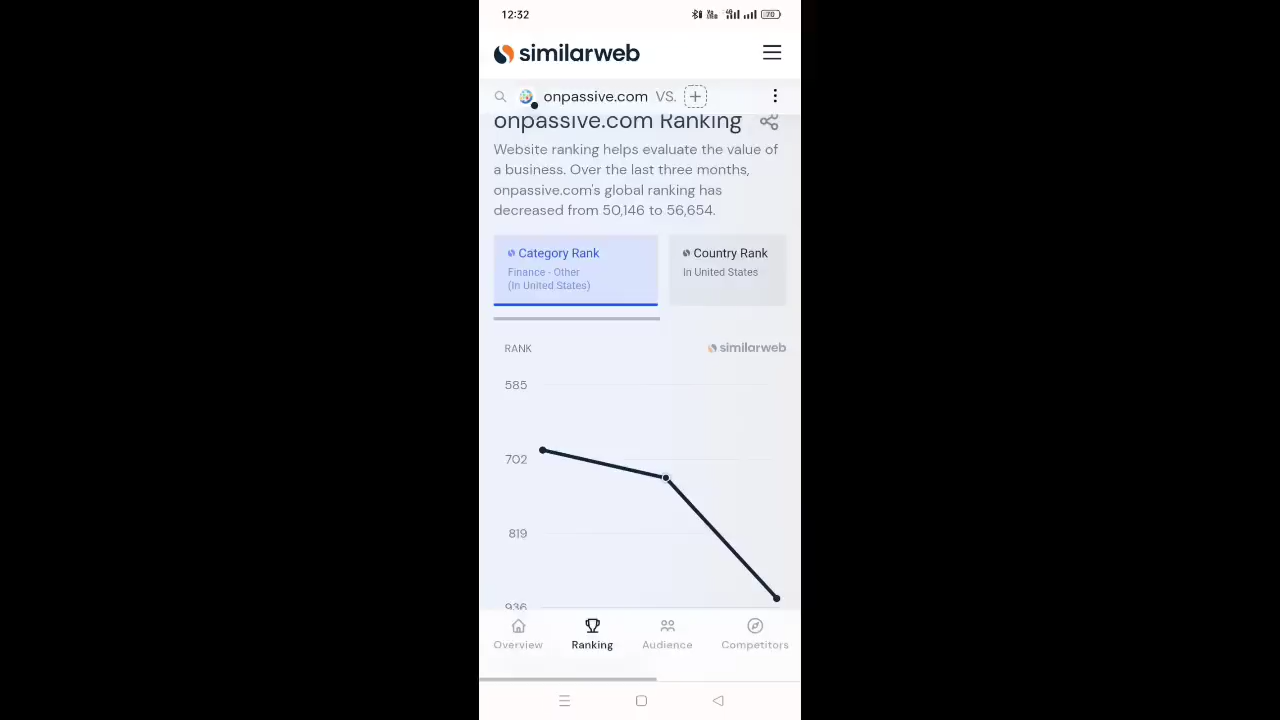 12:32
70
similarweb
onpassive.com VS.
onpassive.com Ranking
Website ranking helps evaluate the value of
a business. Over the last three months,
onpassive.com's global ranking has
decreased from 50,146 to 56,654.
Category Rank
Finance - Other
(In United States)
Country Rank
In United States
RANK
similarweb
585
702
819
936
Overview
Ranking
Audience
Competitors